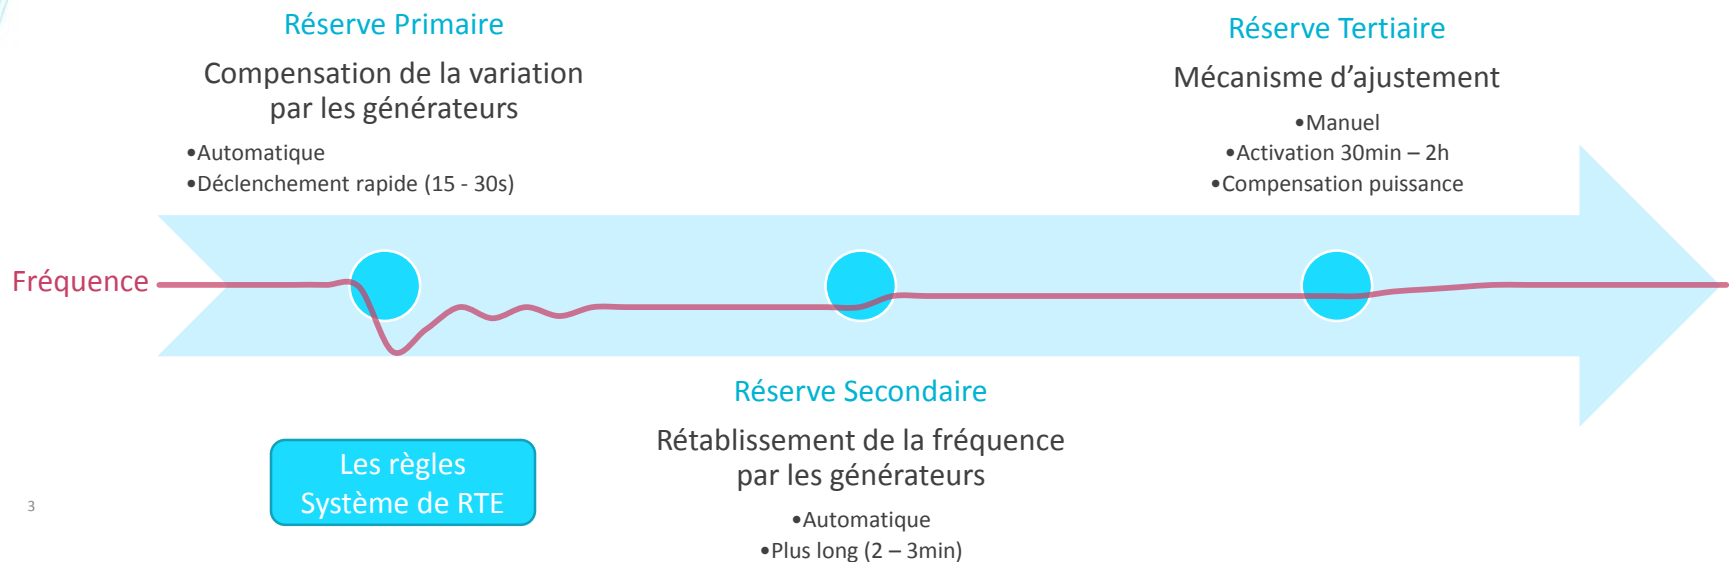 Réserve Primaire
Compensation de la variation
par les générateurs
•Automatique
•Déclenchement rapide (15 - 30s)
Réserve Tertiaire
Mécanisme d’ajustement
•Manuel
•Activation 30min – 2h
•Compensation puissance
Fréquence
Réserve Secondaire
Rétablissement de la fréquence
par les générateurs
•Automatique
•Plus long (2 – 3min)
Les règles
Système de RTE
3